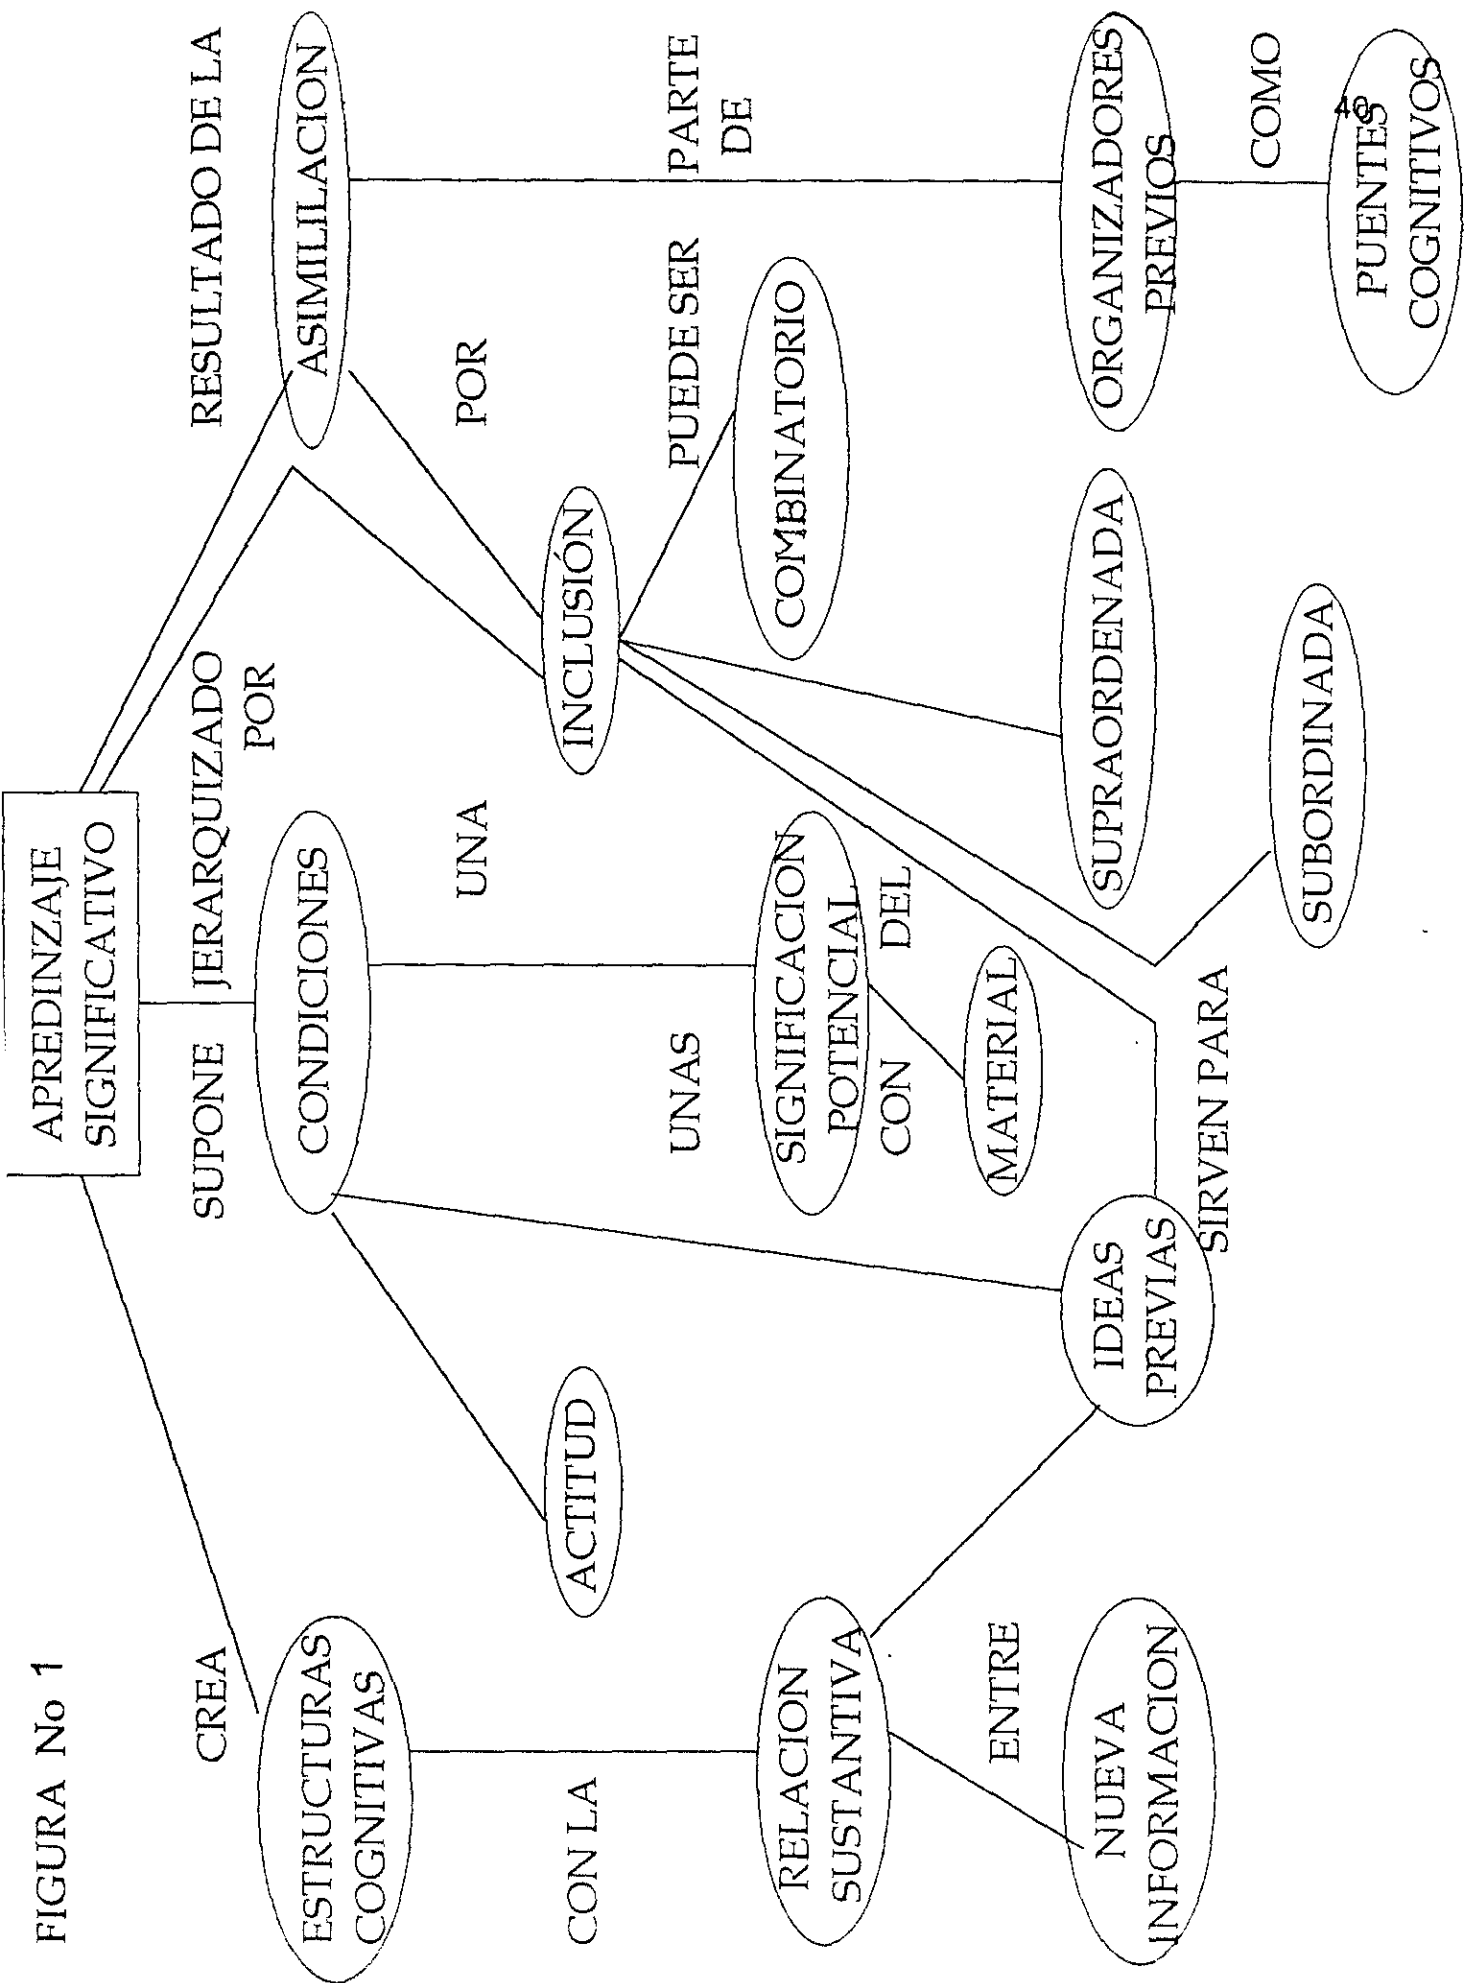 FIGURA No 1
APREDINZAJE
SIGNIFICATIVO
CREA
SUPONE
JERARQUIZADO
POR
RESULTADO DE LA
ESTRUCTURAS
COGNITIVAS
CONDICIONES
ASIMILILACION
CON LA
UNA
POR
ACTITUD
INCLUSIÓN
UNAS
PUEDE SER
PARTE
DE
RELACION
SUSTANTIVA
SIGNIFICACION
POTENCIAL
COMBINATORIO
CON
DEL
ENTRE
MATERIAL
NUEVA
INFORMACION
IDEAS
PREVIAS
SUPRAORDENADA
ORGANIZADORES
PREVIOS
SIRVEN PARA
COMO
SUBORDINADA
48
PUENTES
COGNITIVOS